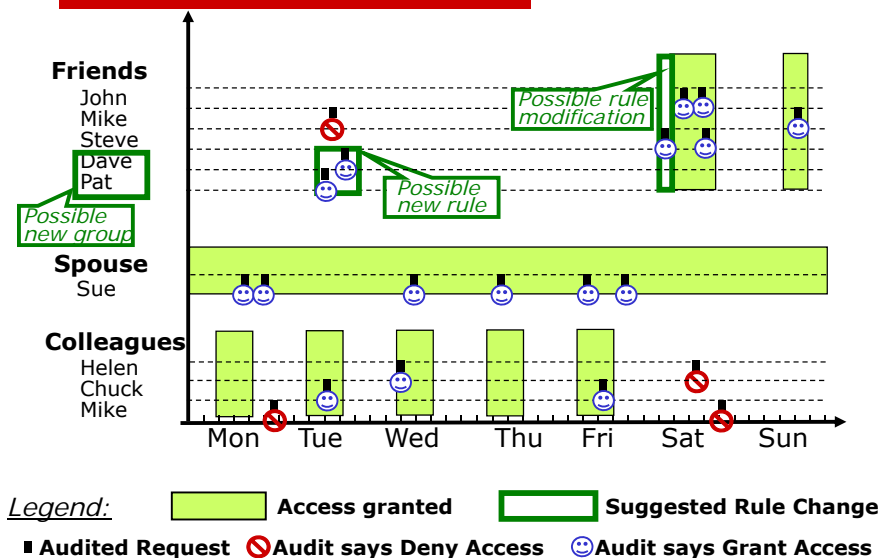 Friends
John
Mike
Steve
Dave
Pat
Possible
new group
Possible
new rule
Possible rule
modification
Spouse
Sue
Colleagues
Helen
Chuck
Mike
Mon Tue Wed Thu Fri Sat Sun
Legend: Access granted Suggested Rule Change
Audited Request Audit says Deny Access Audit says Grant Access